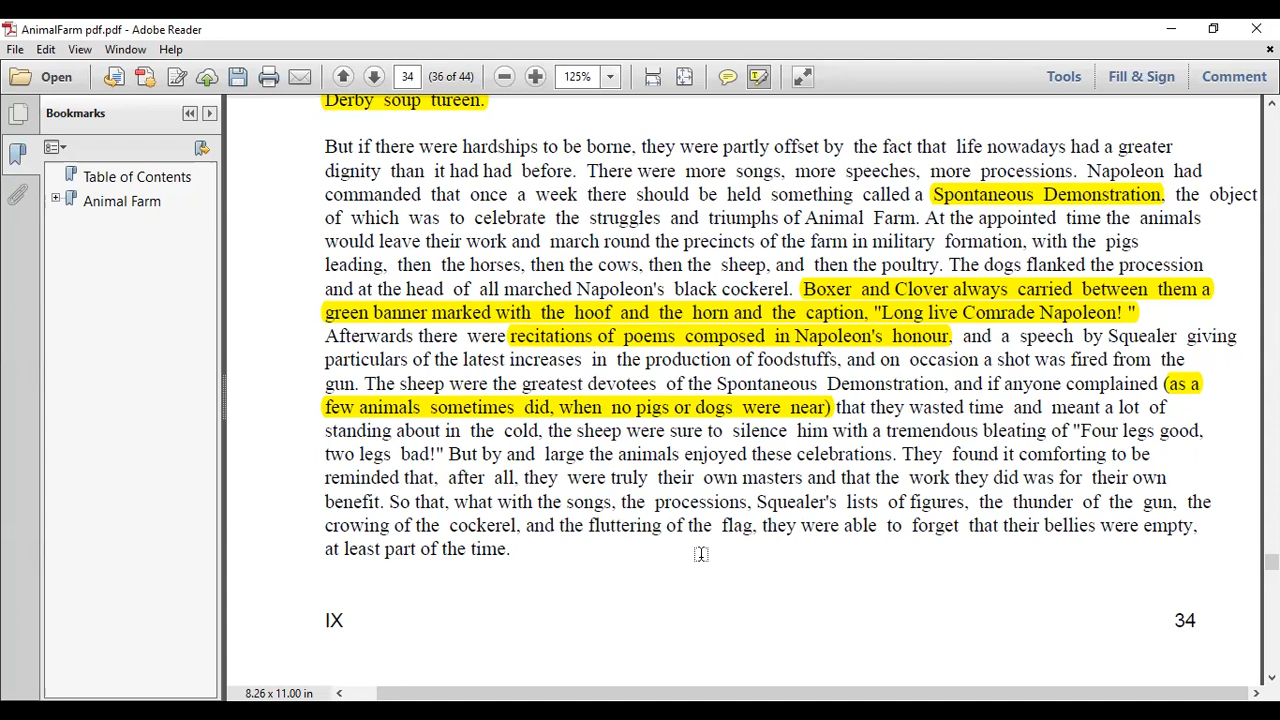 AnimalFarm pdf.pdf - Adobe Reader
File Edit View Window Help
Open 34 (36 of 44) 125% Tools Fill & Sign Comment
Bookmarks
Table of Contents
Animal Farm
Derby soup tureen.
But if there were hardships to be borne, they were partly offset by the fact that life nowadays had a greater
dignity than it had had before. There were more songs, more speeches, more processions. Napoleon had
commanded that once a week there should be held something called a Spontaneous Demonstration, the object
of which was to celebrate the struggles and triumphs of Animal Farm. At the appointed time the animals
would leave their work and march round the precincts of the farm in military formation, with the pigs
leading, then the horses, then the cows, then the sheep, and then the poultry. The dogs flanked the procession
and at the head of all marched Napoleon's black cockerel. Boxer and Clover always carried between them a
green banner marked with the hoof and the horn and the caption, "Long live Comrade Napoleon! "
Afterwards there were recitations of poems composed in Napoleon's honour, and a speech by Squealer giving
particulars of the latest increases in the production of foodstuffs, and on occasion a shot was fired from the
gun. The sheep were the greatest devotees of the Spontaneous Demonstration, and if anyone complained (as a
few animals sometimes did, when no pigs or dogs were near) that they wasted time and meant a lot of
standing about in the cold, the sheep were sure to silence him with a tremendous bleating of "Four legs good,
two legs bad!" But by and large the animals enjoyed these celebrations. They found it comforting to be
reminded that, after all, they were truly their own masters and that the work they did was for their own
benefit. So that, what with the songs, the processions, Squealer's lists of figures, the thunder of the gun, the
crowing of the cockerel, and the fluttering of the flag, they were able to forget that their bellies were empty,
at least part of the time.
IX 34
8.26 x 11.00 in